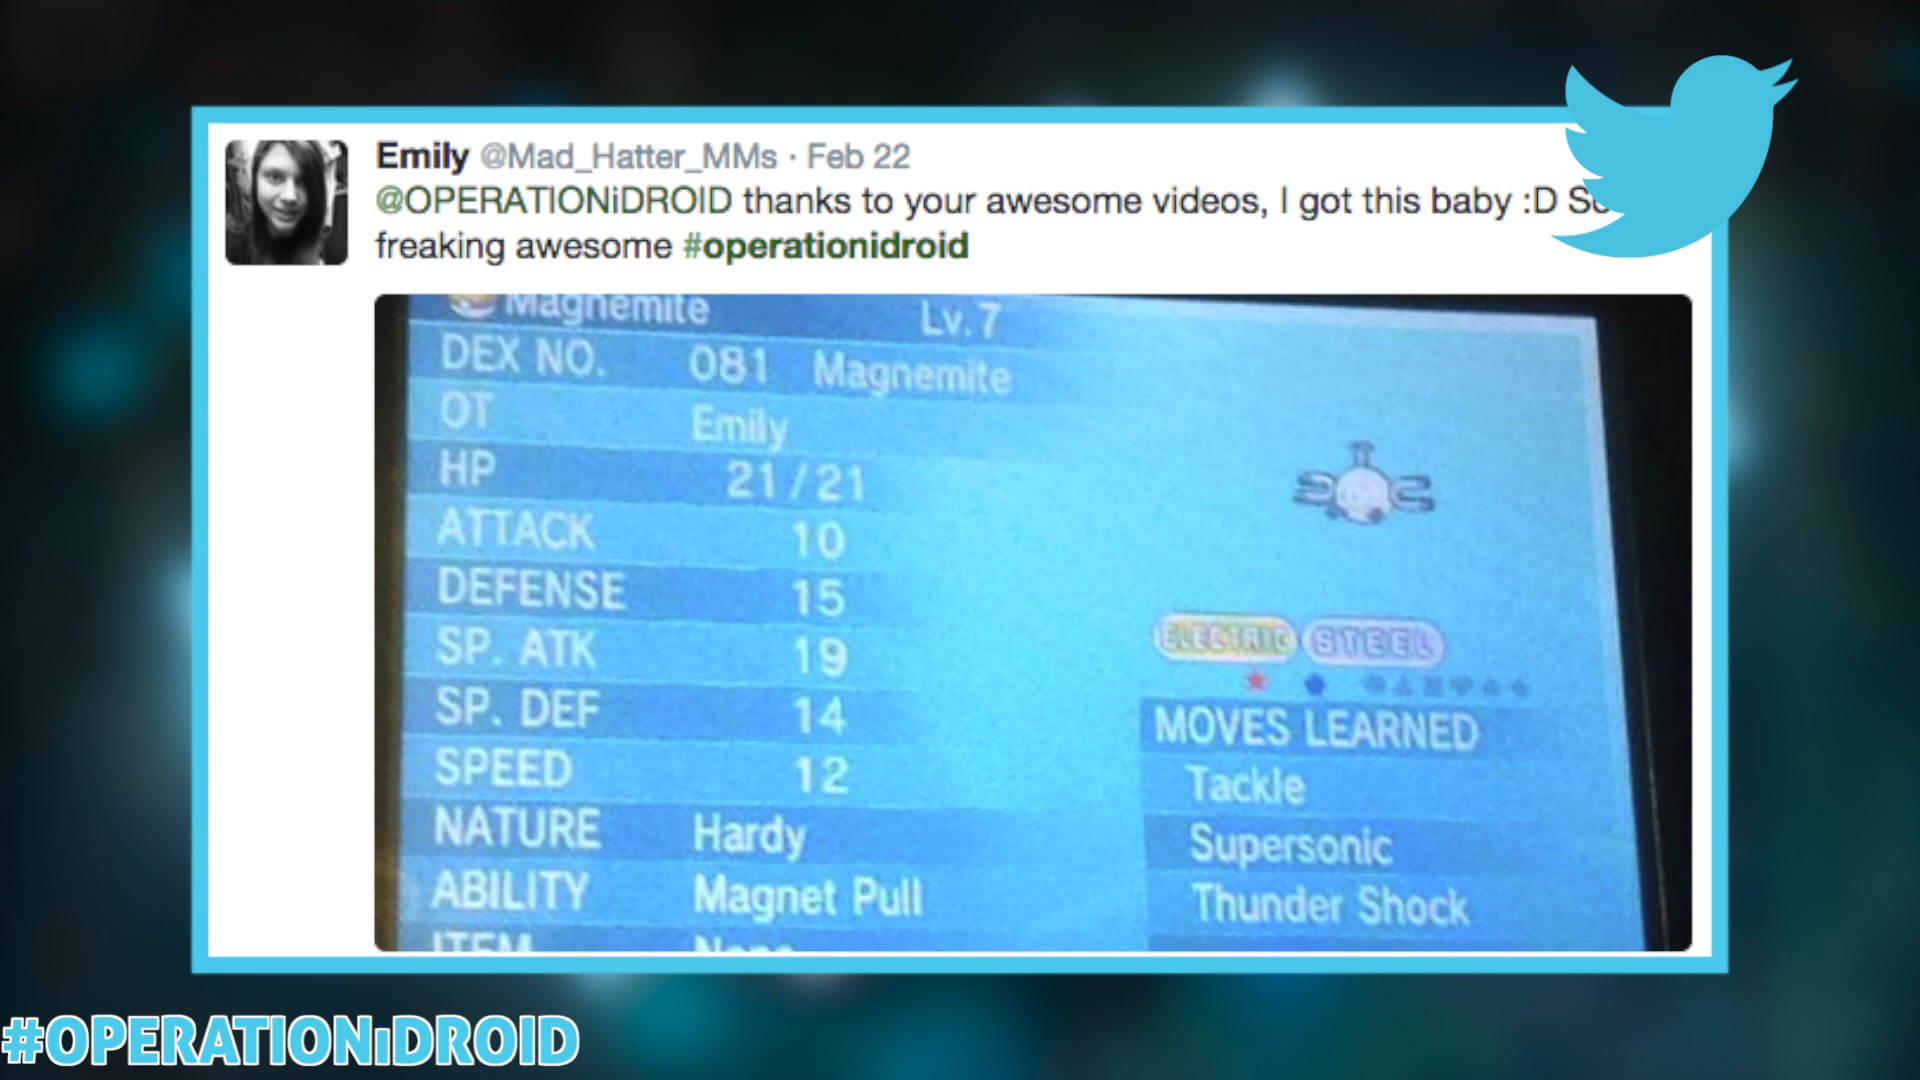 Emily @Mad_Hatter_MMs · Feb 22
@OPERATIONiDROID thanks to your awesome videos, I got this baby :D
freaking awesome #operationidroid
Magnemite Lv.7
DEX NO. 081 Magnemite
OT Emily
HP 21/21
ATTACK 10
DEFENSE 15
SP. ATK 19
SP. DEF 14
SPEED 12
NATURE Hardy
ABILITY Magnet Pull
ITEM None
ELECTRIC STEEL
MOVES LEARNED
Tackle
Supersonic
Thunder Shock
#OPERATIONiDROID